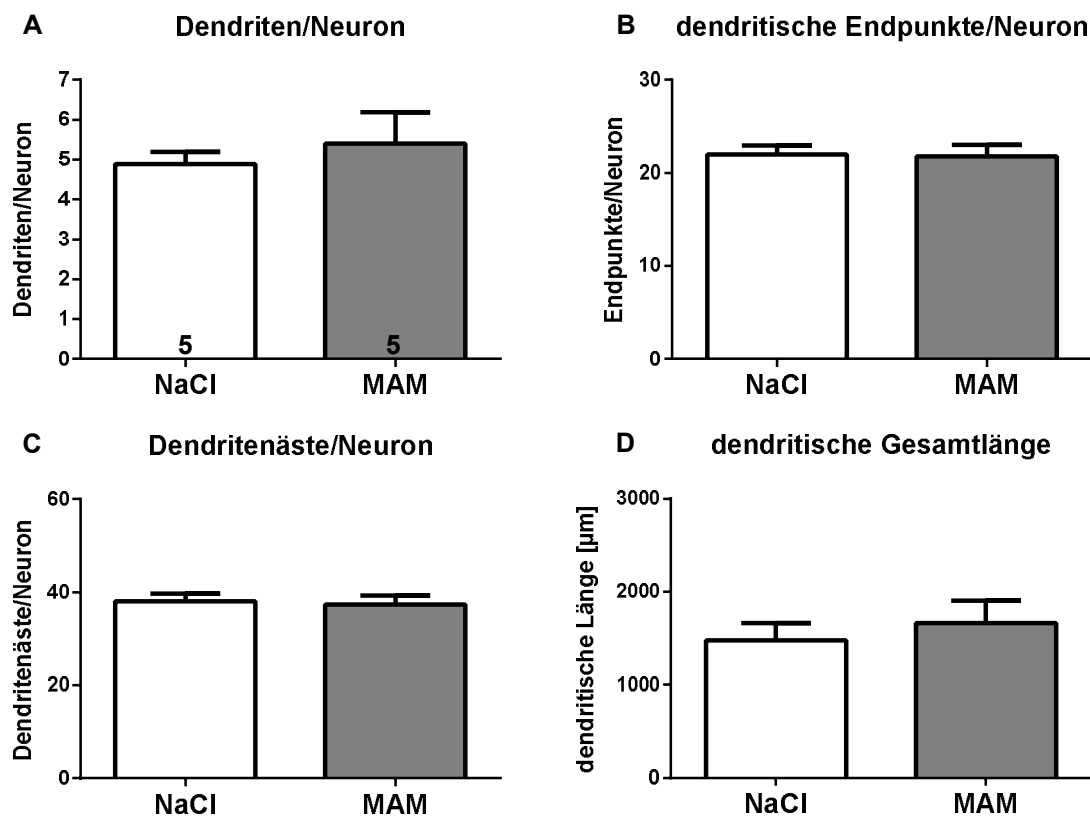 A
Dendriten/Neuron
Dendriten/Neuron
7
6
5
4
3
2
1
0
5
5
NaCl
MAM
B
dendritische Endpunkte/Neuron
Endpunkte/Neuron
30
20
10
0
NaCl
MAM
C
Dendritenäste/Neuron
Dendritenäste/Neuron
60
40
20
0
NaCl
MAM
D
dendritische Gesamtlänge
dendritische Länge [µm]
3000
2000
1000
0
NaCl
MAM